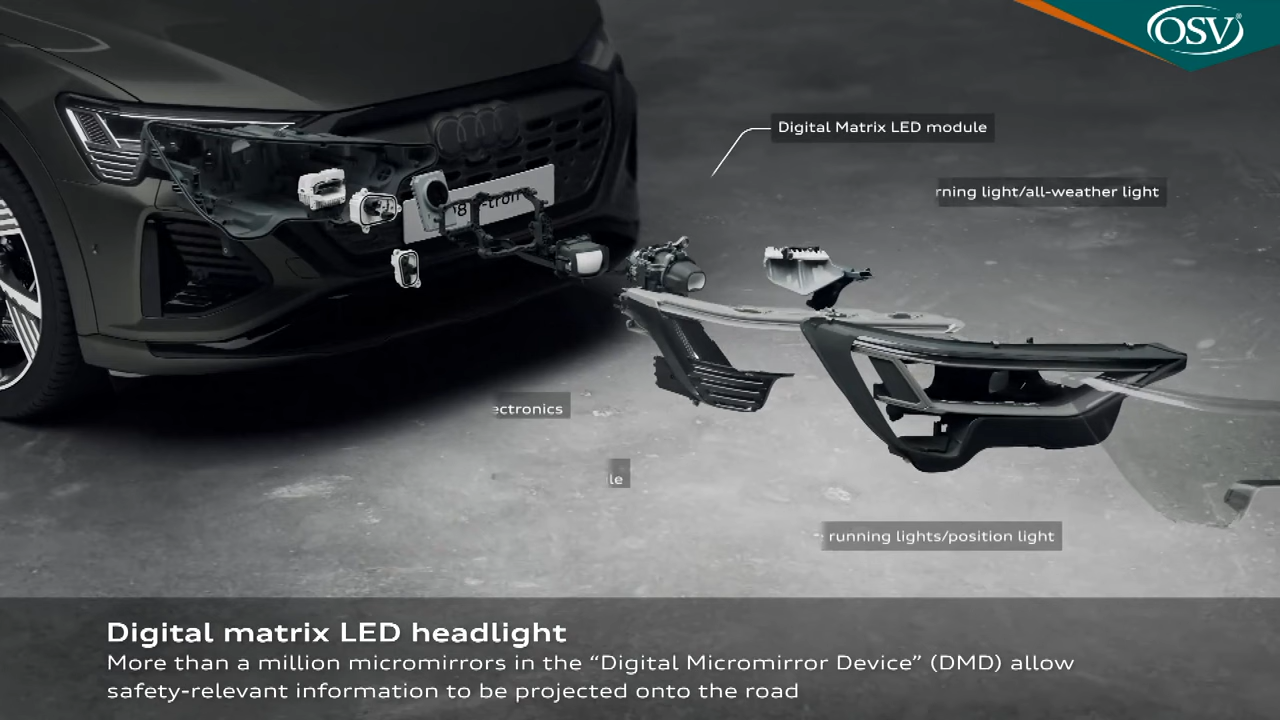 OSV
Digital Matrix LED module
rning light/all-weather light
ectronics
le
running lights/position light
Digital matrix LED headlight
More than a million micromirrors in the “Digital Micromirror Device” (DMD) allow
safety-relevant information to be projected onto the road